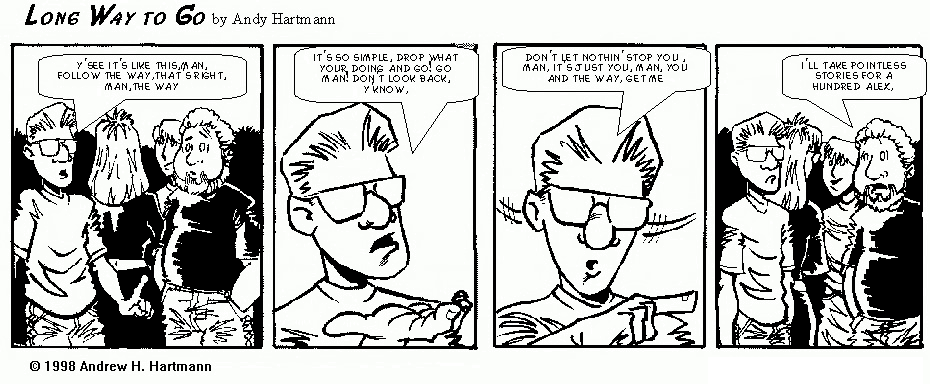 LONG WAY TO GO by Andy Hartmann
Y'SEE IT'S LIKE THIS,MAN,
FOLLOW THE WAY,THAT'S RIGHT,
MAN,THE WAY
IT'S SO SIMPLE, DROP WHAT
YOUR DOING AND GO! GO
MAN! DON'T LOOK BACK,
Y'KNOW,
DON'T LET NOTHIN' STOP YOU,
MAN, IT'S JUST YOU, MAN, YOU
AND THE WAY, GET ME
I'LL TAKE POINTLESS
STORIES FOR A
HUNDRED ALEX,
© 1998 Andrew H. Hartmann